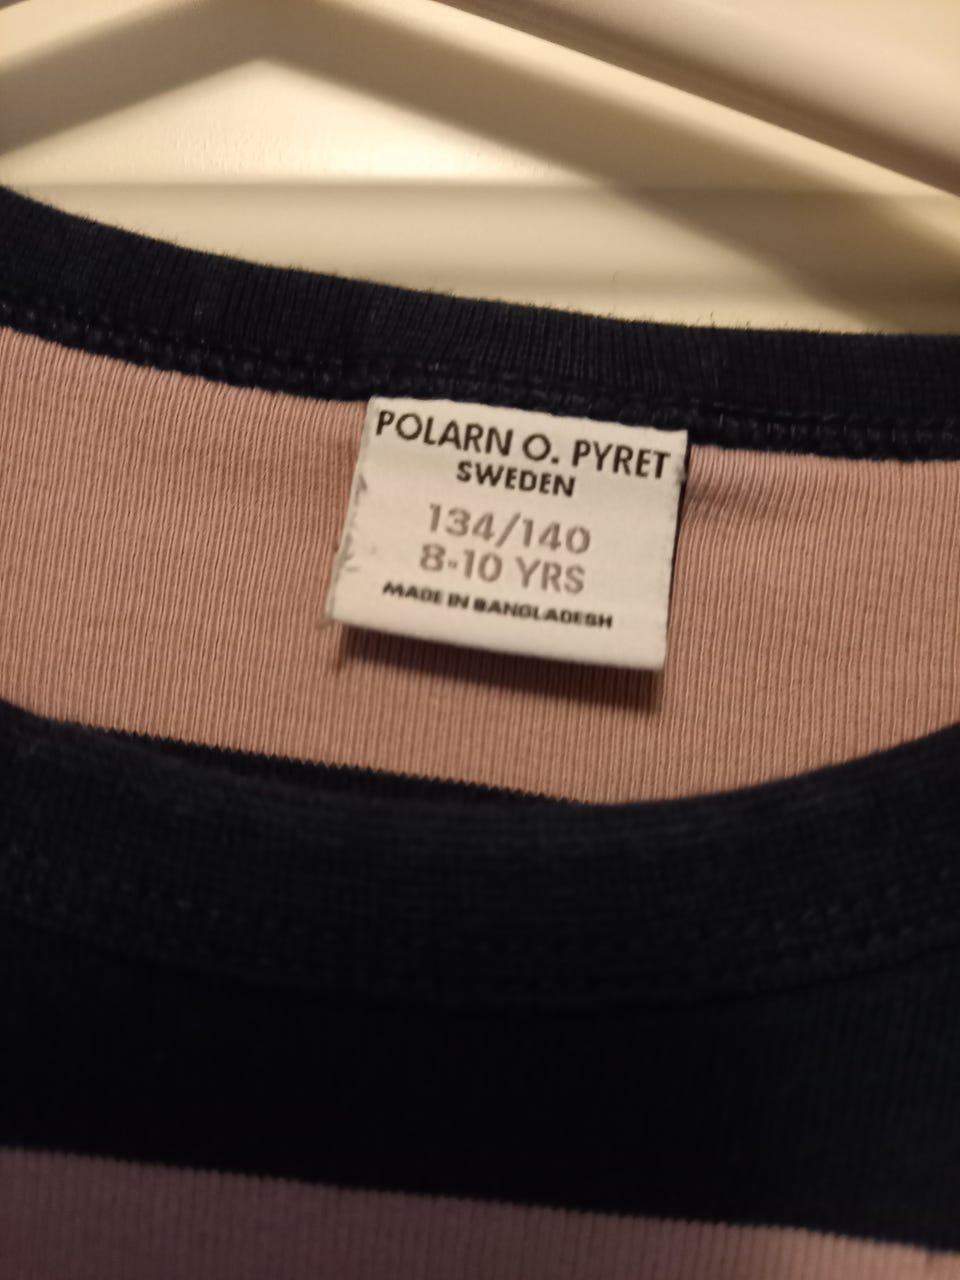 POLARN O. PYRET
SWEDEN
134/140
8-10 YRS
MADE IN BANGLADESH